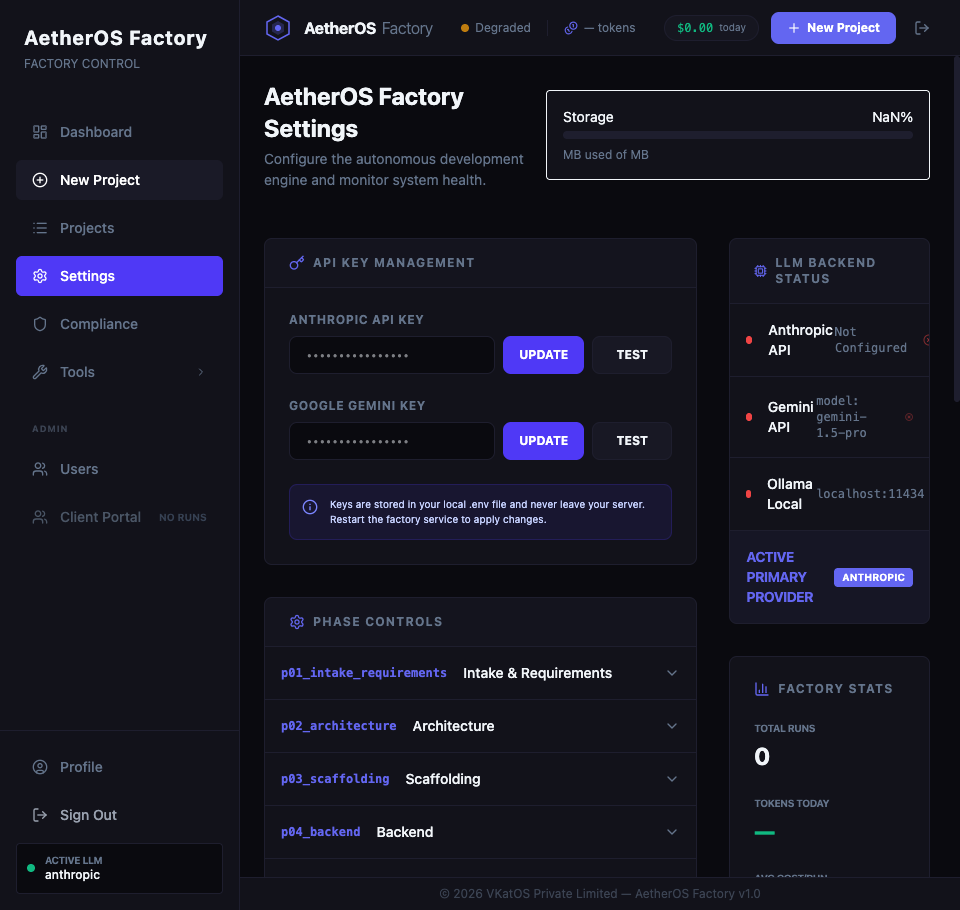 AetherOS Factory
FACTORY CONTROL
Dashboard
New Project
Projects
Settings
Compliance
Tools
ADMIN
Users
Client Portal NO RUNS
Profile
Sign Out
ACTIVE LLM
anthropic
AetherOS Factory
Degraded
— tokens
$0.00 today
+ New Project
AetherOS Factory
Settings
Configure the autonomous development
engine and monitor system health.
Storage NaN%
MB used of MB
API KEY MANAGEMENT
ANTHROPIC API KEY
••••••••••••••••
UPDATE
TEST
GOOGLE GEMINI KEY
••••••••••••••••
UPDATE
TEST
Keys are stored in your local .env file and never leave your server.
Restart the factory service to apply changes.
PHASE CONTROLS
p01_intake_requirements Intake & Requirements
p02_architecture Architecture
p03_scaffolding Scaffolding
p04_backend Backend
LLM BACKEND
STATUS
Anthropic
API
Not
Configured
Gemini
API
model:
gemini-
1.5-pro
Ollama
Local
localhost:11434
ACTIVE
PRIMARY
PROVIDER
ANTHROPIC
FACTORY STATS
TOTAL RUNS
0
TOKENS TODAY
—
AVG COST/RUN
© 2026 VKatOS Private Limited — AetherOS Factory v1.0